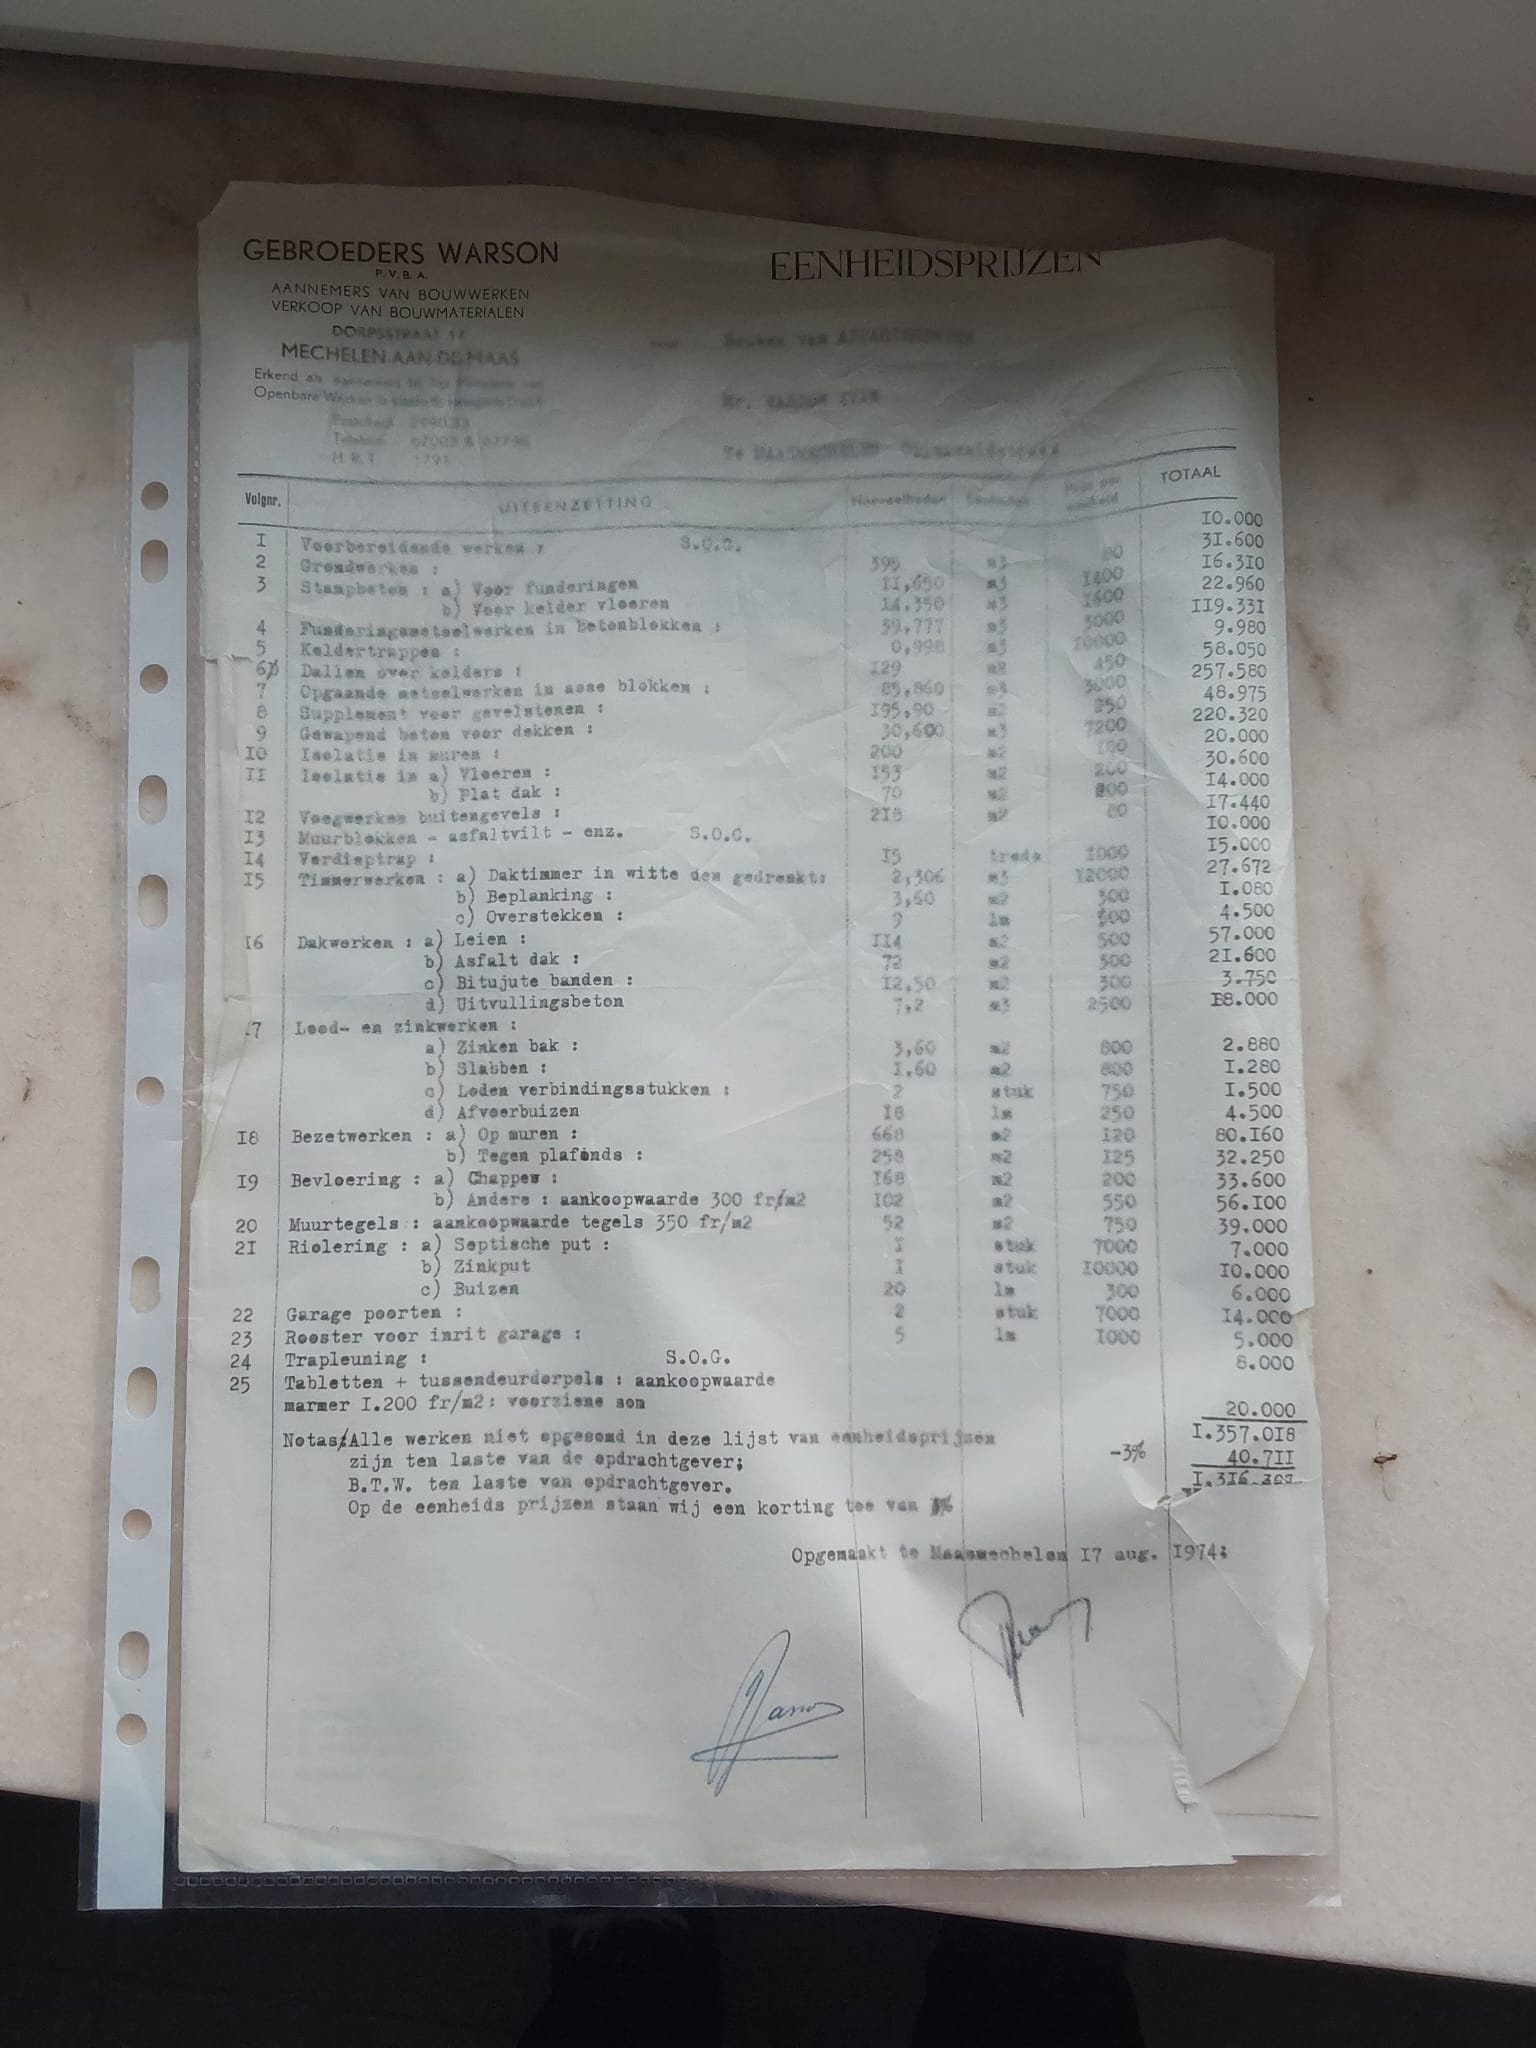 GEBROEDERS WARSON
P.V.B.A.
AANNEMERS VAN BOUWWERKEN
VERKOOP VAN BOUWMATERIALEN
DORPSSTRAAT 17
MECHELEN AAN DE MAAS
Erkend als
Openbare Werken
Telefoon 67003 & 67796
H.R.T. 1791
EENHEIDSPRIJZEN
Bouwen van APPARTEMENTEN
Mr.
Te MAASMECHELEN
Volgnr. UITEENZETTING Hoeveelheden Eenheden Prijs per eenheid TOTAAL
I Voorbereidende werken : S.O.G. I0.000
2 Grondwerken : 395 m3 80 3I.600
3 Stampbeten : a) Voor funderingen II,650 m3 I400 I6.3I0
b) Voor kelder vloeren I4,350 m3 I600 22.960
4 Funderingsmetselwerken in betonblokken : 39,777 m3 3000 II9.33I
5 Keldertrappen : 0,998 m3 I0000 9.980
6 Dallen over kelders : I29 m2 450 58.050
7 Opgaande metselwerken in asse blokken : 85,860 m3 3000 257.580
8 Supplement voor gevelstenen : I95,90 m2 250 48.975
9 Gewapend beton voor dakken : 30,600 m3 7200 220.320
I0 Isolatie in muren : 200 m2 I00 20.000
II Isolatie in a) Vloeren : I53 m2 200 30.600
b) Plat dak : 70 m2 200 I4.000
I2 Voegwerken buitengevels : 2I8 m2 80 I7.440
I3 Muurblokken - asfaltvilt - enz. S.O.G. I0.000
I4 Verdieptrap : I5 trede I000 I5.000
I5 Timmerwerken : a) Daktimmer in witte den gedrenkt: 2,306 m3 I2000 27.672
b) Beplanking : 3,60 m2 300 I.080
c) Overstekken : 9 lm 500 4.500
I6 Dakwerken : a) Leien : II4 m2 500 57.000
b) Asfalt dak : 72 m2 300 2I.600
c) Bitujute banden : I2,50 m2 300 3.750
d) Uitvullingsbeton 7,2 m3 2500 I8.000
I7 Lood- en zinkwerken :
a) Zinken bak : 3,60 m2 800 2.880
b) Slabben : I,60 m2 800 I.280
c) Loden verbindingsstukken : 2 stuk 750 I.500
d) Afvoerbuizen I8 lm 250 4.500
I8 Bezetwerken : a) Op muren : 668 m2 I20 80.I60
b) Tegen plafonds : 258 m2 I25 32.250
I9 Bevloering : a) Chappes : I68 m2 200 33.600
b) Andere : aankoopwaarde 300 fr/m2 I02 m2 550 56.I00
20 Muurtegels : aankoopwaarde tegels 350 fr/m2 52 m2 750 39.000
2I Riolering : a) Septische put : I stuk 7000 7.000
b) Zinkput I stuk I0000 I0.000
c) Buizen 20 lm 300 6.000
22 Garage poorten : 2 stuk 7000 I4.000
23 Rooster voor inrit garage : 5 lm I000 5.000
24 Trapleuning : S.O.G. 8.000
25 Tabletten + tussendeurdorpels : aankoopwaarde
marmer I.200 fr/m2: voorziene som 20.000
I.357.0I8
Notas:Alle werken niet opgesomd in deze lijst van eenheidsprijzen
zijn ten laste van de opdrachtgever; -3% 40.7II
B.T.W. ten laste van opdrachtgever. I.3I6.307
Op de eenheids prijzen staan wij een korting toe van 3%
Opgemaakt te Maasmechelen I7 aug. I974;